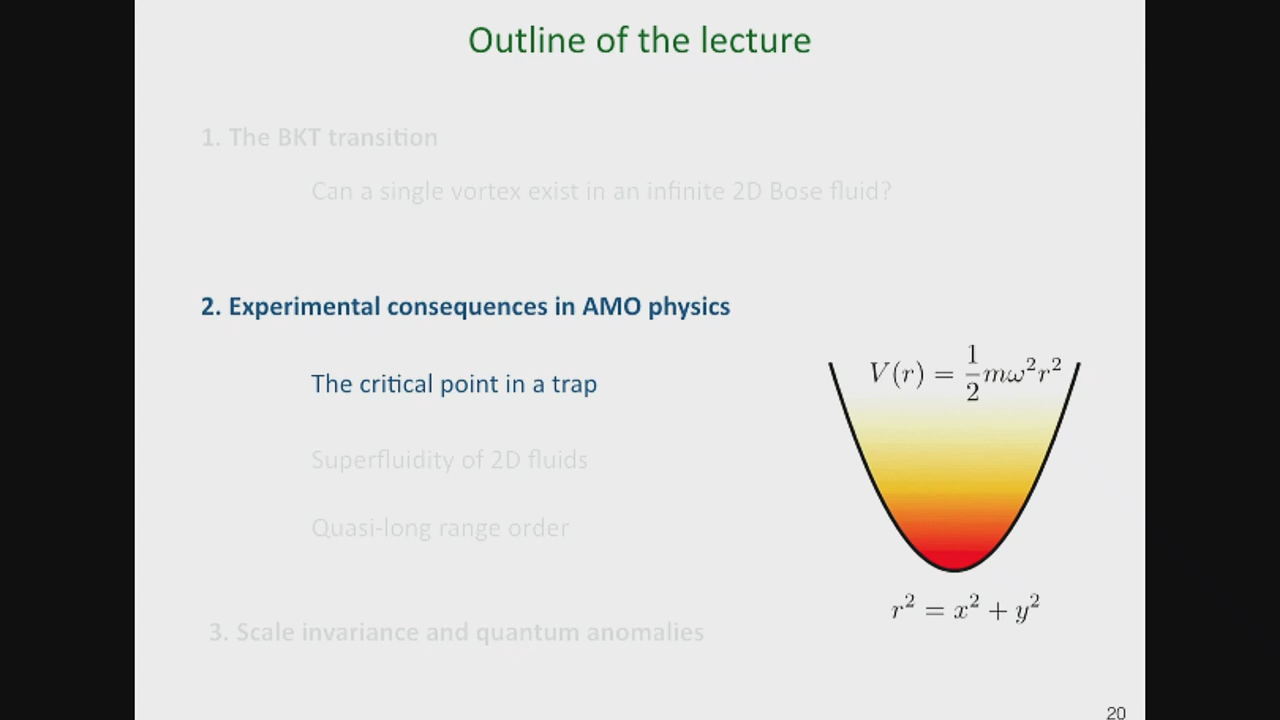 Outline of the lecture
1. The BKT transition
Can a single vortex exist in an infinite 2D Bose fluid?
2. Experimental consequences in AMO physics
The critical point in a trap
V(r) = \frac{1}{2}mω²r²
Superfluidity of 2D fluids
Quasi-long range order
r² = x² + y²
3. Scale invariance and quantum anomalies
20